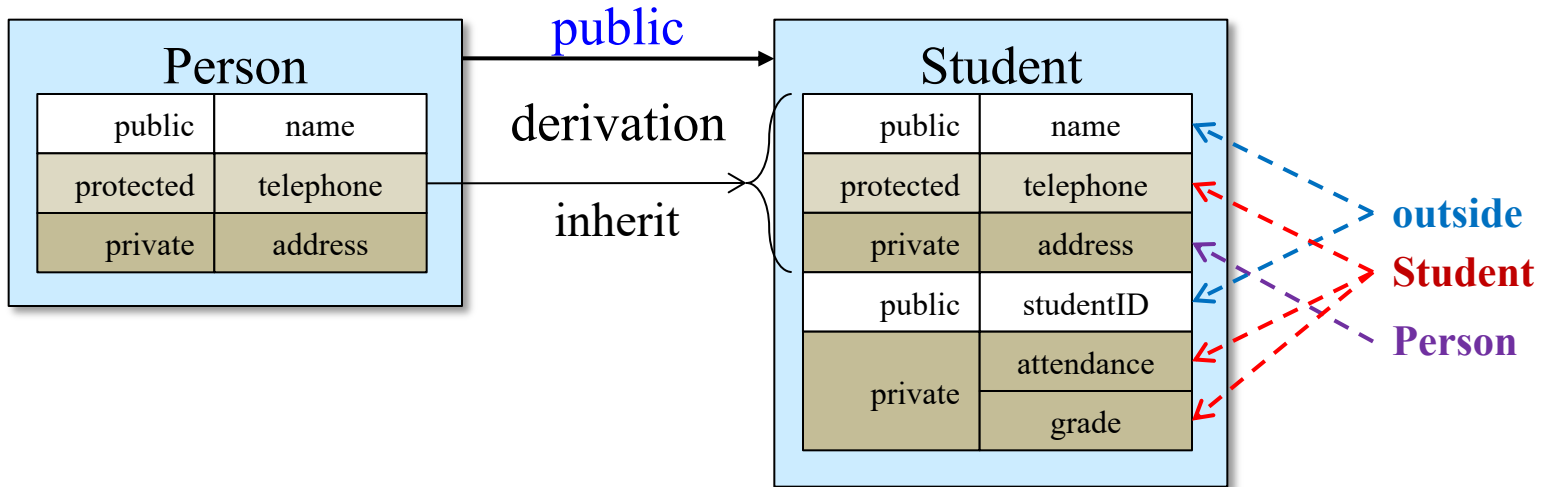 Person
public name
protected telephone
private address
public
derivation
inherit
Student
public name
protected telephone
private address
public studentID
private attendance
grade
outside
Student
Person